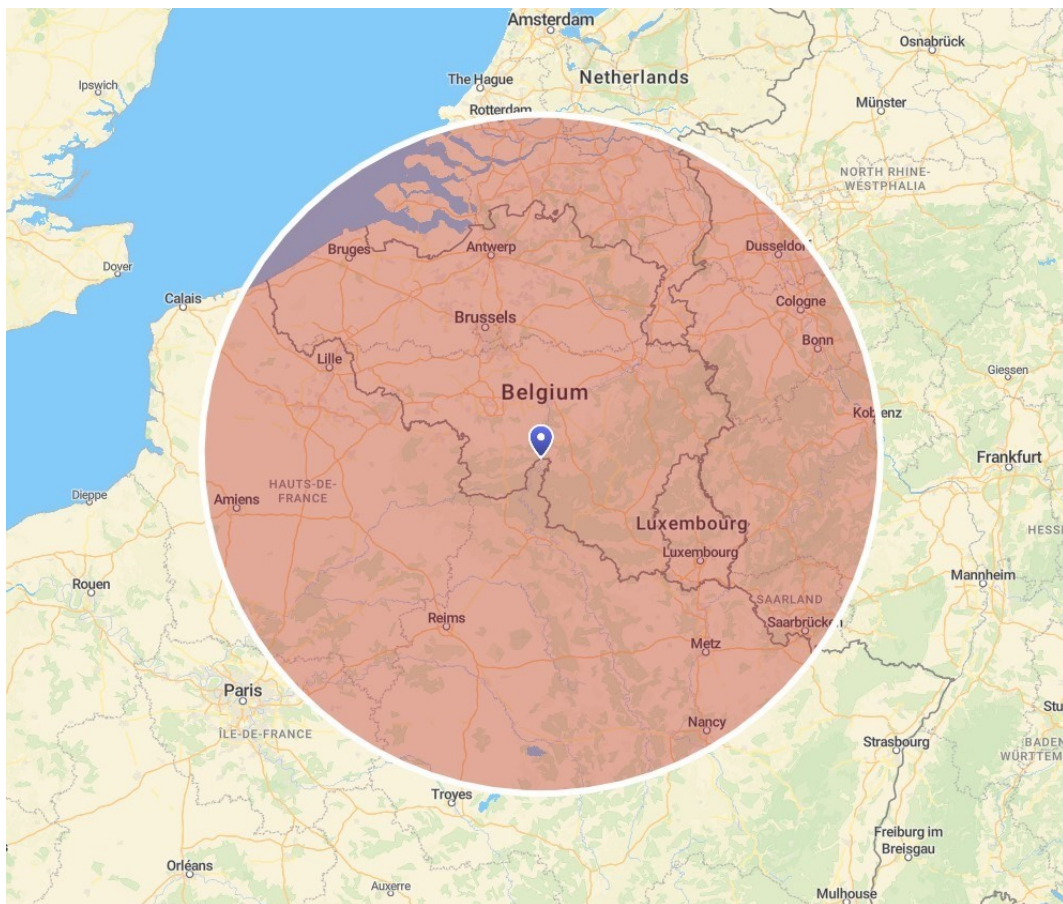 Amsterdam
Osnabrück
The Hague
Netherlands
Ipswich
Rotterdam
Münster
NORTH RHINE-
WESTPHALIA
Bruges
Antwerp
Dusseldorf
Dover
Calais
Cologne
Brussels
Bonn
Lille
Giessen
Belgium
Koblenz
Frankfurt
HAUTS-DE-
FRANCE
Dieppe
Amiens
Luxembourg
HESS
Luxembourg
Rouen
Mannheim
SAARLAND
Reims
Saarbrücken
Metz
Paris
Stu
Nancy
ÎLE-DE-FRANCE
Strasbourg
BADEN
WÜRTTEM
Troyes
Freiburg im
Breisgau
Orléans
Auxerre
Mulhouse